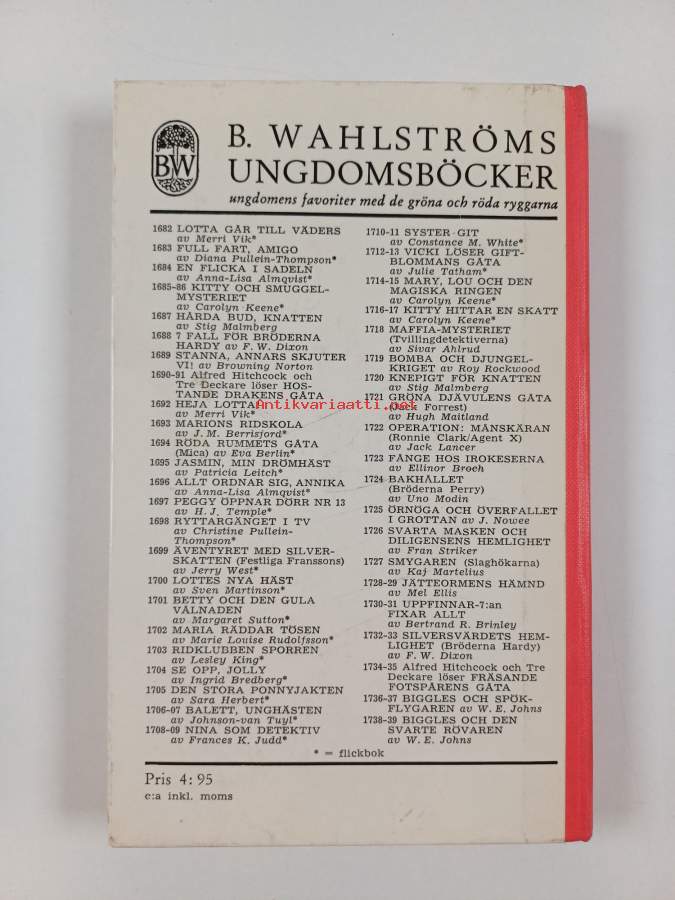 BW
B. WAHLSTRÖMS
UNGDOMSBÖCKER
ungdomens favoriter med de gröna och röda ryggarna
1682 LOTTA GÅR TILL VÄDERS
av Merri Vik*
1683 FULL FART, AMIGO
av Diana Pullein-Thompson*
1684 EN FLICKA I SADELN
av Anna-Lisa Almqvist*
1685-86 KITTY OCH SMUGGEL-
MYSTERIET
av Carolyn Keene*
1687 HÅRDA BUD, KNATTEN
av Stig Malmberg
1688 7 FALL FÖR BRÖDERNA
HARDY av F. W. Dixon
1689 STANNA, ANNARS SKJUTER
VI! av Browning Norton
1690-91 Alfred Hitchcock och
Tre Deckare löser HOS-
TANDE DRAKENS GÅTA
1692 HEJA LOTTA!
av Merri Vik*
1693 MARIONS RIDSKOLA
av J. M. Berrisford*
1694 RÖDA RUMMETS GÅTA
(Mica) av Eva Berlin*
1695 JASMIN, MIN DRÖMHÄST
av Patricia Leitch*
1696 ALLT ORDNAR SIG, ANNIKA
av Anna-Lisa Almqvist*
1697 PEGGY ÖPPNAR DÖRR NR 13
av H. J. Temple*
1698 RYTTARGÄNGET I TV
av Christine Pullein-
Thompson*
1699 ÄVENTYRET MED SILVER-
SKATTEN (Festliga Franssons)
av Jerry West*
1700 LOTTES NYA HÄST
av Sven Martinson*
1701 BETTY OCH DEN GULA
VÅLNADEN
av Margaret Sutton*
1702 MARIA RÄDDAR TÖSEN
av Marie Louise Rudolfsson*
1703 RIDKLUBBEN SPORREN
av Lesley King*
1704 SE OPP, JOLLY
av Ingrid Bredberg*
1705 DEN STORA PONNYJAKTEN
av Sara Herbert*
1706-07 BALETT, UNGHÄSTEN
av Johnson-van Tuyl*
1708-09 NINA SOM DETEKTIV
av Frances K. Judd*
1710-11 SYSTER GIT
av Constance M. White*
1712-13 VICKI LÖSER GIFT-
BLOMMANS GÅTA
av Julie Tatham*
1714-15 MARY, LOU OCH DEN
MAGISKA RINGEN
av Carolyn Keene*
1716-17 KITTY HITTAR EN SKATT
av Carolyn Keene*
1718 MAFFIA-MYSTERIET
(Tvillingdetektiverna)
av Sivar Ahlrud
1719 BOMBA OCH DJUNGEL-
KRIGET av Roy Rockwood
1720 KNEPIGT FÖR KNATTEN
av Stig Malmberg
1721 GRÖNA DJÄVULENS GÅTA
(Dick Forrest)
av Hugh Maitland
1722 OPERATION: MÅNSKÄRAN
(Ronnie Clark/Agent X)
av Jack Lancer
1723 FÅNGE HOS IROKESERNA
av Ellinor Broch
1724 BAKHÅLLET
(Bröderna Perry)
av Uno Modin
1725 ÖRNÖGA OCH ÖVERFALLET
I GROTTAN av J. Nowee
1726 SVARTA MASKEN OCH
DILIGENSENS HEMLIGHET
av Fran Striker
1727 SMYGAREN (Slaghökarna)
av Kaj Martelius
1728-29 JÄTTEORMENS HÄMND
av Mel Ellis
1730-31 UPPFINNAR-7:an
FIXAR ALLT
av Bertrand R. Brinley
1732-33 SILVERSVÄRDETS HEM-
LIGHET (Bröderna Hardy)
av F. W. Dixon
1734-35 Alfred Hitchcock och Tre
Deckare löser FRÄSANDE
FOTSPÅRENS GÅTA
1736-37 BIGGLES OCH SPÖK-
FLYGAREN av W. E. Johns
1738-39 BIGGLES OCH DEN
SVARTE RÖVAREN
av W. E. Johns
* = flickbok
Pris 4:95
c:a inkl. moms
Antikvariaatti.net